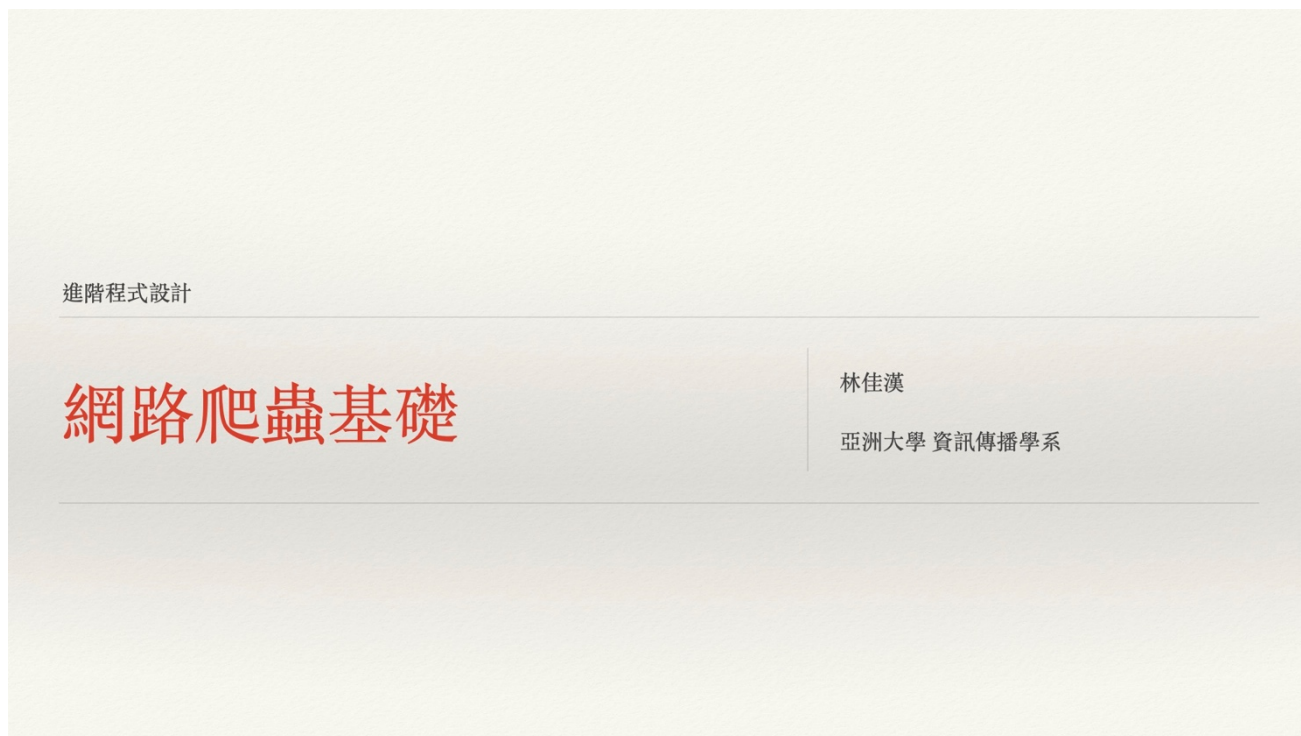 進階程式設計
網路爬蟲基礎
林佳漢
亞洲大學 資訊傳播學系